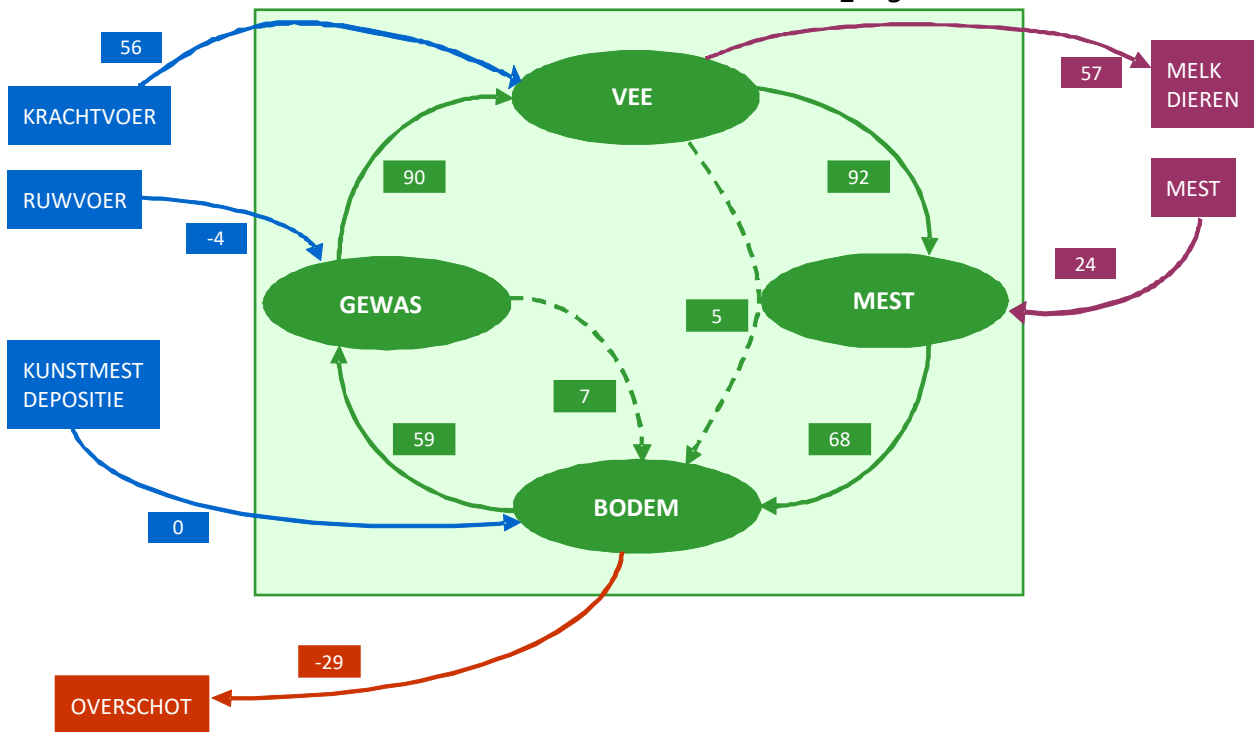 56
VEE
57
MELK
DIEREN
KRACHTVOER
90
92
RUWVOER
MEST
-4
24
GEWAS
MEST
5
KUNSTMEST
DEPOSITIE
7
59
68
BODEM
0
-29
OVERSCHOT